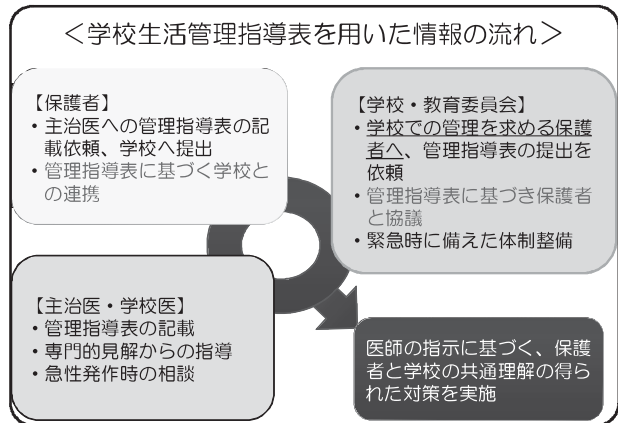 ＜学校生活管理指導表を用いた情報の流れ＞
【保護者】
・主治医への管理指導表の記
載依頼、学校へ提出
・管理指導表に基づく学校と
の連携
【学校・教育委員会】
・学校での管理を求める保護
者へ、管理指導表の提出を
依頼
・管理指導表に基づき保護者
と協議
・緊急時に備えた体制整備
【主治医・学校医】
・管理指導表の記載
・専門的見解からの指導
・急性発作時の相談
医師の指示に基づく、保護
者と学校の共通理解の得ら
れた対策を実施